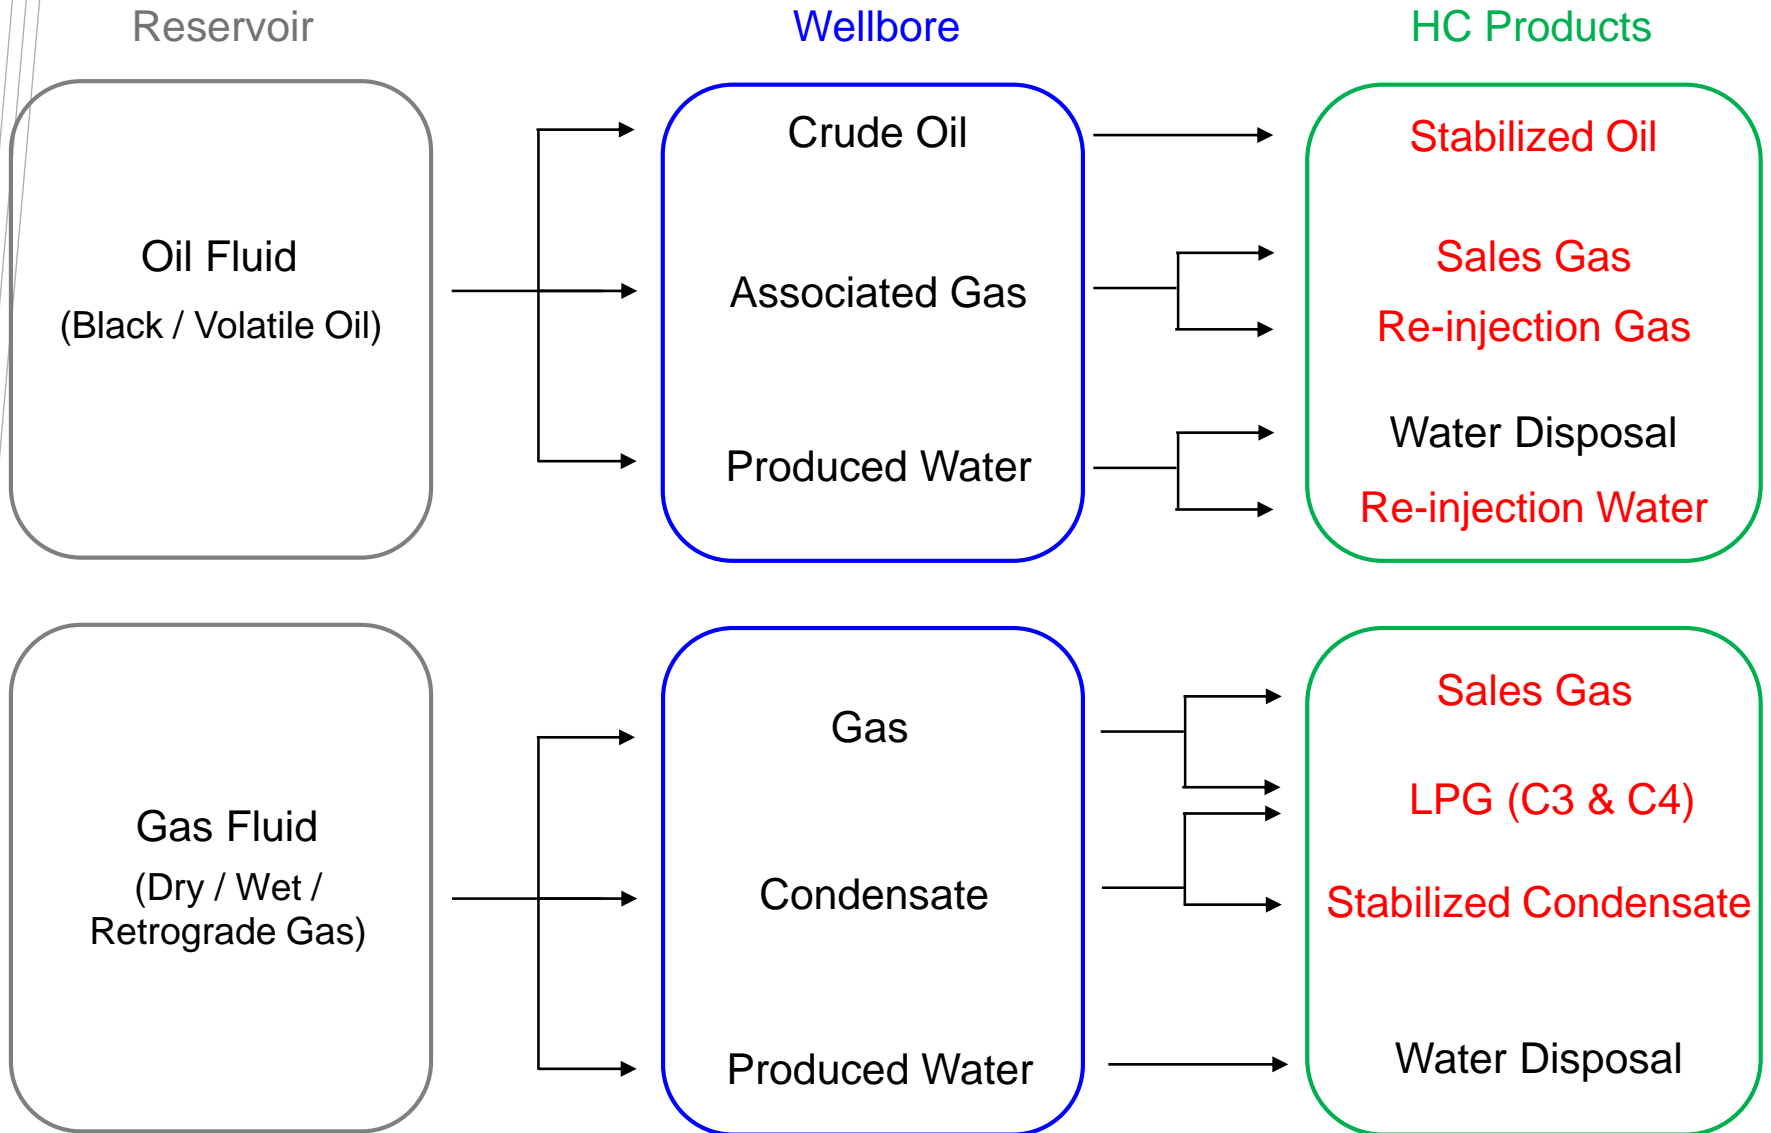 Reservoir
Wellbore
HC Products
Oil Fluid
(Black / Volatile Oil)
Crude Oil
Associated Gas
Produced Water
Stabilized Oil
Sales Gas
Re-injection Gas
Water Disposal
Re-injection Water
Gas Fluid
(Dry / Wet /
Retrograde Gas)
Gas
Condensate
Produced Water
Sales Gas
LPG (C3 & C4)
Stabilized Condensate
Water Disposal